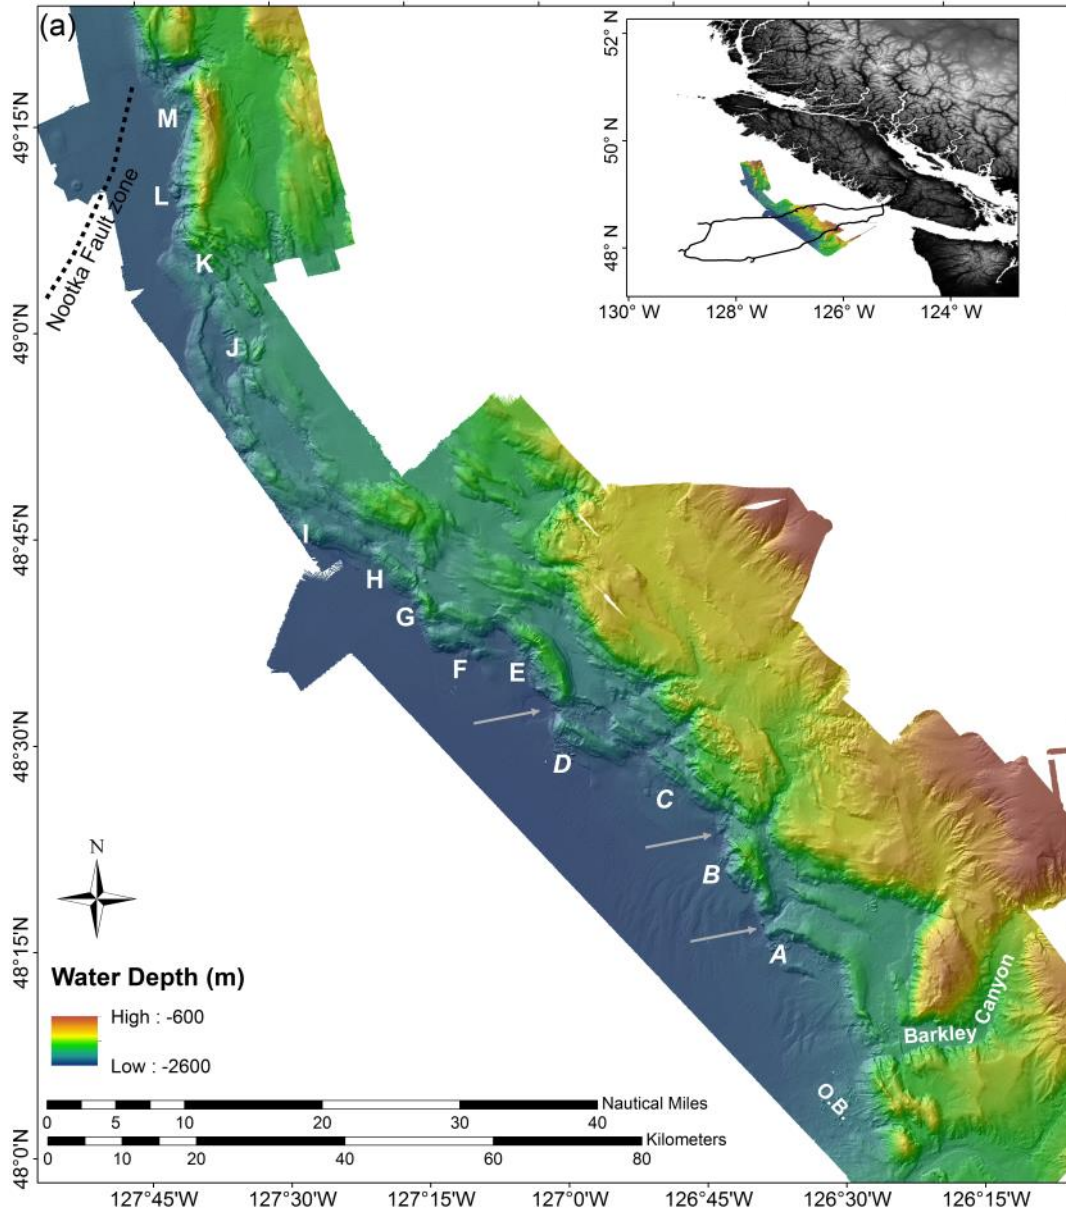 (a)
52° N
50° N
48° N
130° W
128° W
126° W
124° W
49°15'N
49°0'N
48°45'N
48°30'N
48°15'N
48°0'N
M
L
Nootka Fault zone
K
J
I
H
G
F
E
D
C
B
A
N
Barkley Canyon
O.B.
Water Depth (m)
High : -600
Low : -2600
Nautical Miles
0 5 10 20 30 40
Kilometers
0 10 20 40 60 80
127°45'W
127°30'W
127°15'W
127°0'W
126°45'W
126°30'W
126°15'W